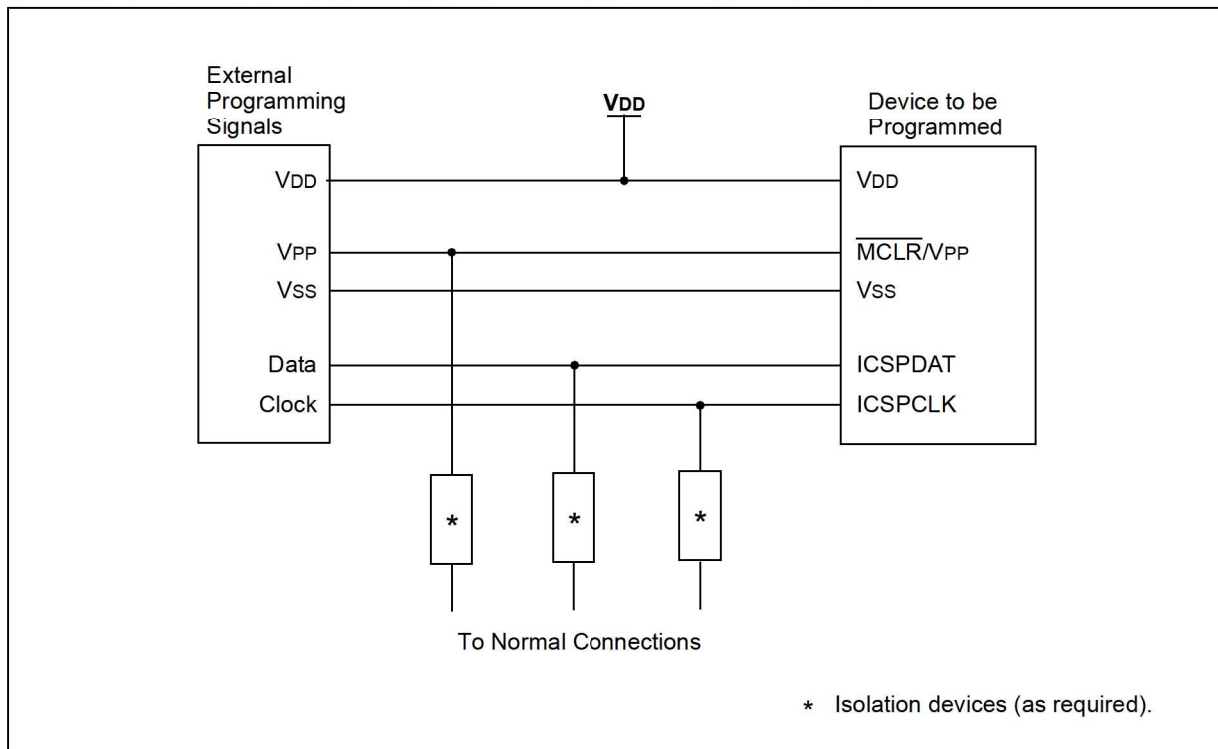 External
Programming
Signals
VDD
Device to be
Programmed
VDD
VDD
VPP
MCLR/VPP
VSS
VSS
Data
ICSPDAT
Clock
ICSPCLK
*
*
*
To Normal Connections
* Isolation devices (as required).